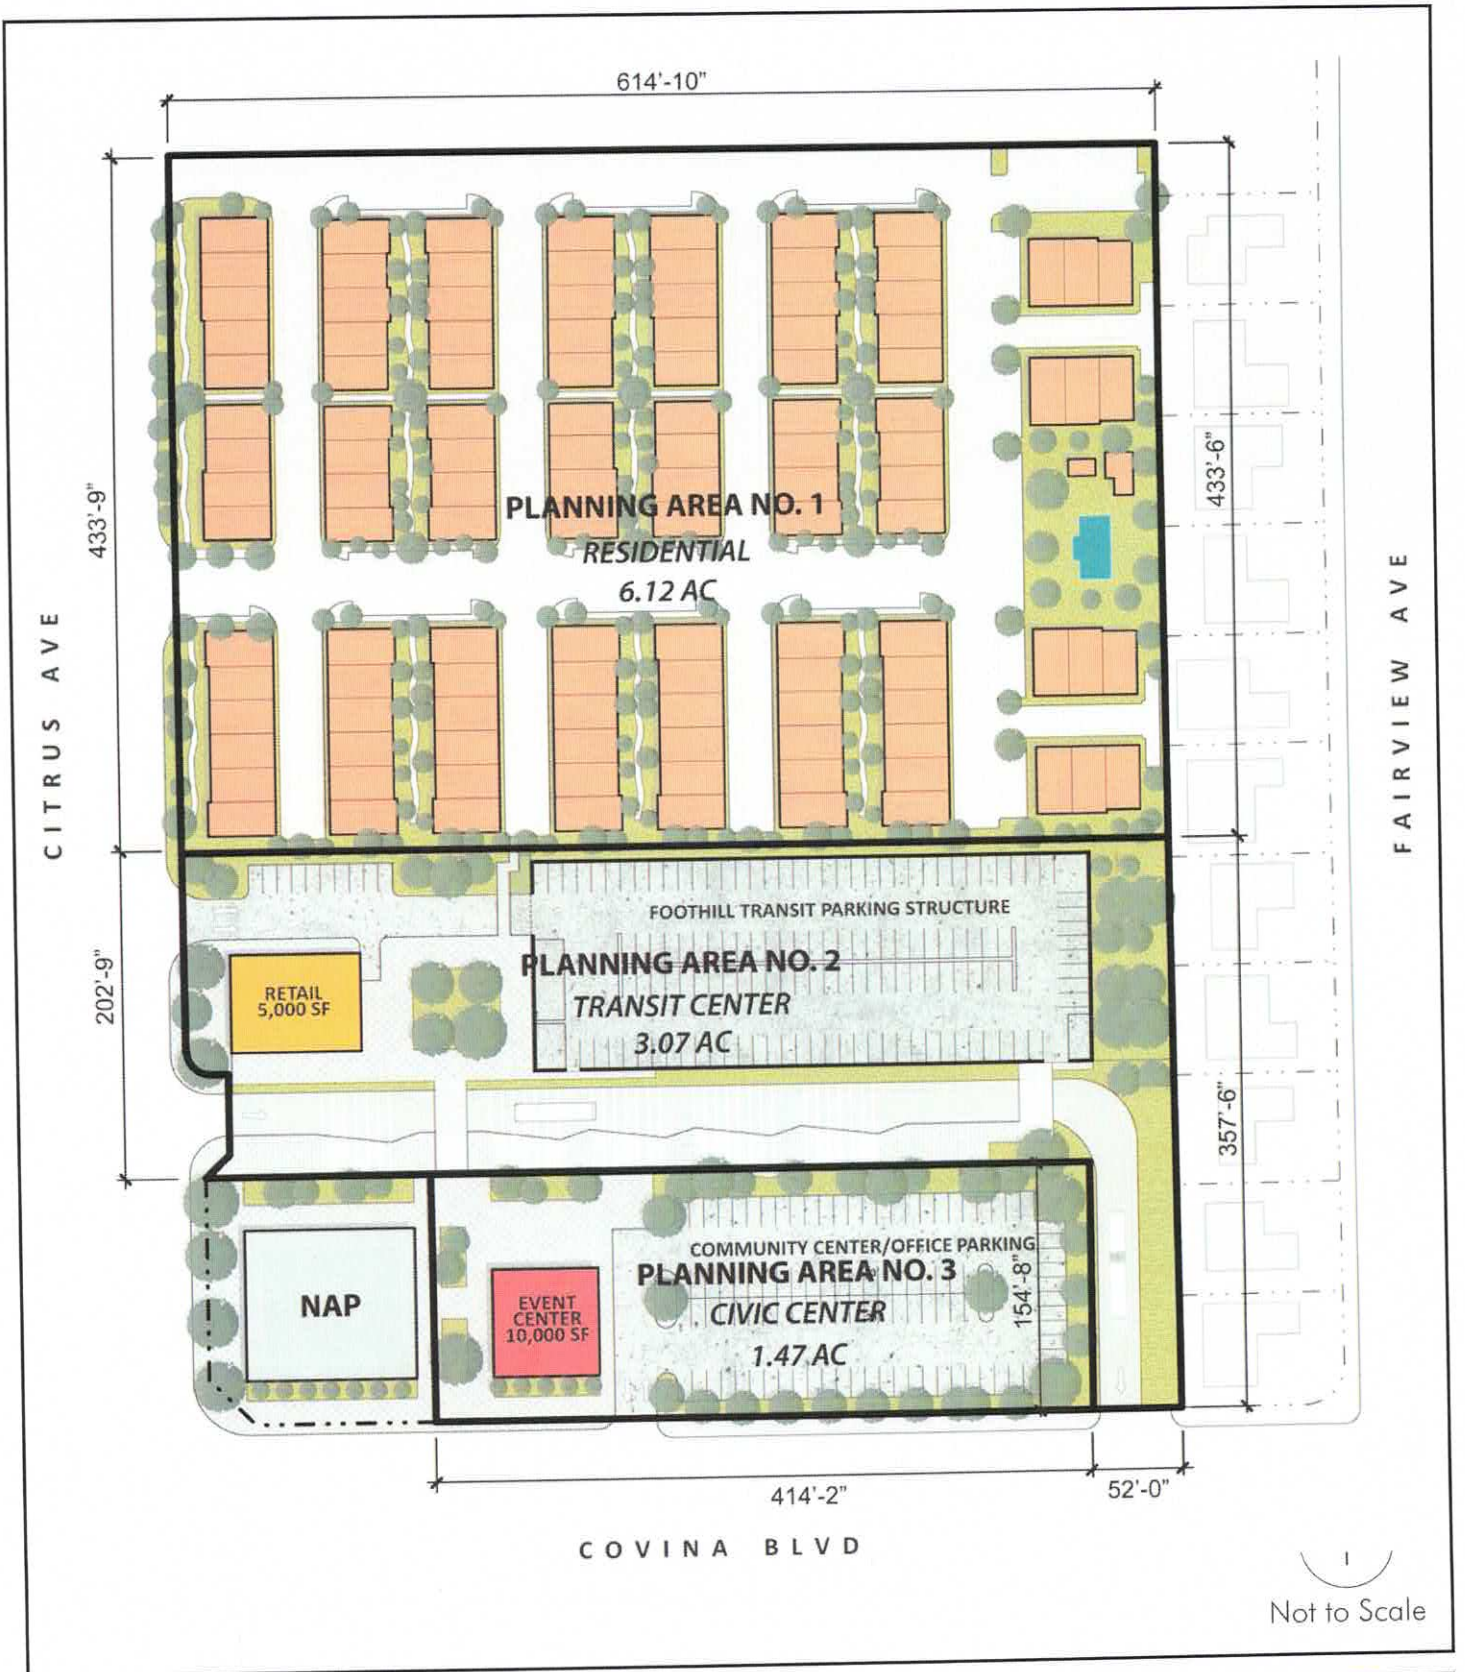 614'-10"
433'-9"
433'-6"
PLANNING AREA NO. 1
RESIDENTIAL
6.12 AC
CITRUS AVE
FAIRVIEW AVE
FOOTHILL TRANSIT PARKING STRUCTURE
PLANNING AREA NO. 2
TRANSIT CENTER
3.07 AC
RETAIL
5,000 SF
202'-9"
357'-6"
COMMUNITY CENTER/OFFICE PARKING
PLANNING AREA NO. 3
CIVIC CENTER
1.47 AC
154'-8"
NAP
EVENT
CENTER
10,000 SF
414'-2"
52'-0"
COVINA BLVD
Not to Scale